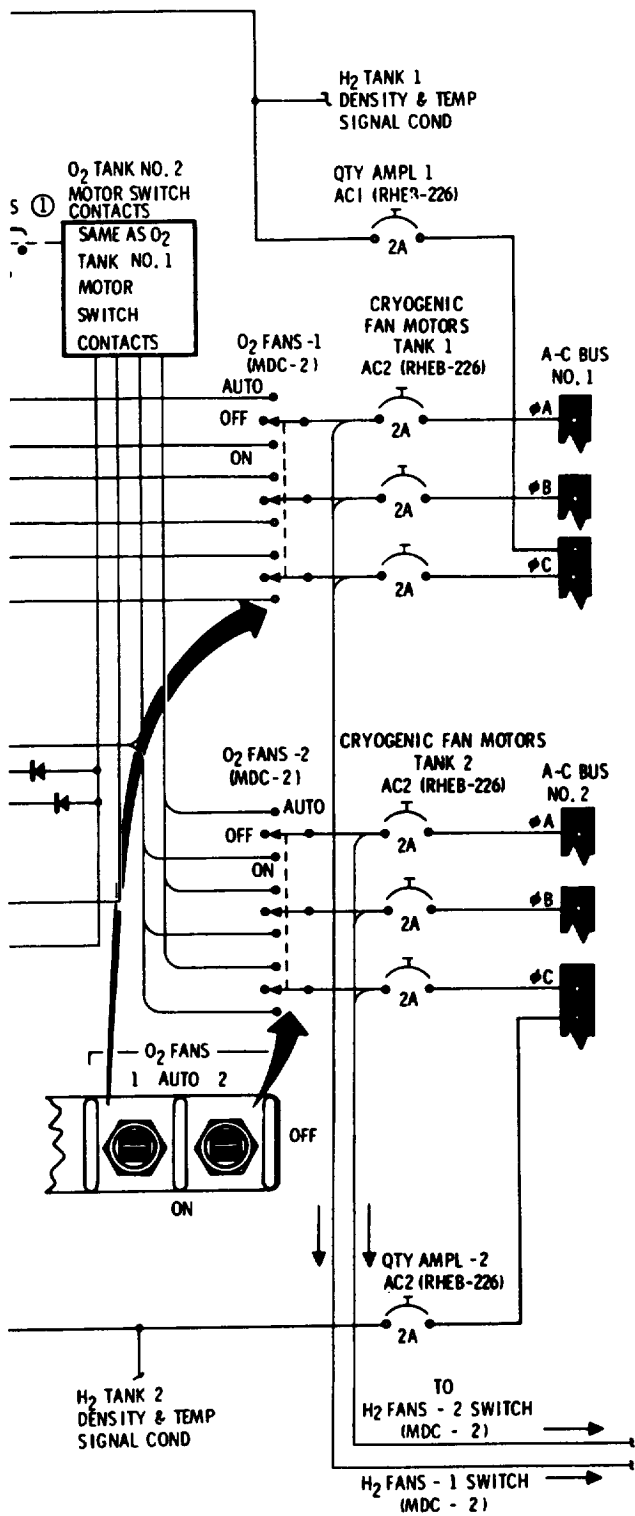 H2 TANK 1
DENSITY & TEMP
SIGNAL COND
O2 TANK NO. 2
MOTOR SWITCH
CONTACTS
S ①
SAME AS O2
TANK NO. 1
MOTOR
SWITCH
CONTACTS
QTY AMPL 1
AC1 (RHEB-226)
2A
CRYOGENIC
FAN MOTORS
TANK 1
AC2 (RHEB-226)
O2 FANS-1
(MDC-2)
A-C BUS
NO. 1
AUTO
OFF
ON
2A
ϕA
2A
ϕB
2A
ϕC
CRYOGENIC FAN MOTORS
TANK 2
AC2 (RHEB-226)
O2 FANS -2
(MDC-2)
A-C BUS
NO. 2
AUTO
OFF
ON
2A
ϕA
2A
ϕB
2A
ϕC
O2 FANS
1 AUTO 2
OFF
ON
QTY AMPL -2
AC2 (RHEB-226)
2A
H2 TANK 2
DENSITY & TEMP
SIGNAL COND
TO
H2 FANS - 2 SWITCH
(MDC - 2)
H2 FANS - 1 SWITCH
(MDC - 2)